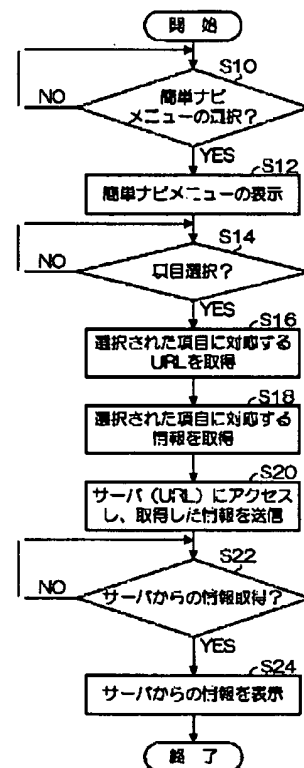 開 始
S10
簡単ナビ
メニューの選択?
NO
YES
S12
簡単ナビメニューの表示
S14
項目選択?
NO
YES
S16
選択された項目に対応する
URLを取得
S18
選択された項目に対応する
情報を取得
S20
サーバ（URL）にアクセス
し、取得した情報を送信
S22
サーバからの情報取得?
NO
YES
S24
サーバからの情報を表示
終 了